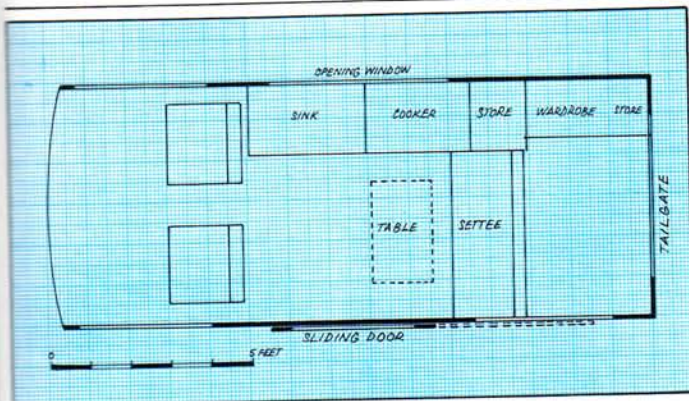 OPENING WINDOW
SINK
COOKER
STORE
WARDROBE
STORE
TABLE
SETTEE
TAILGATE
SLIDING DOOR
0
5 FEET